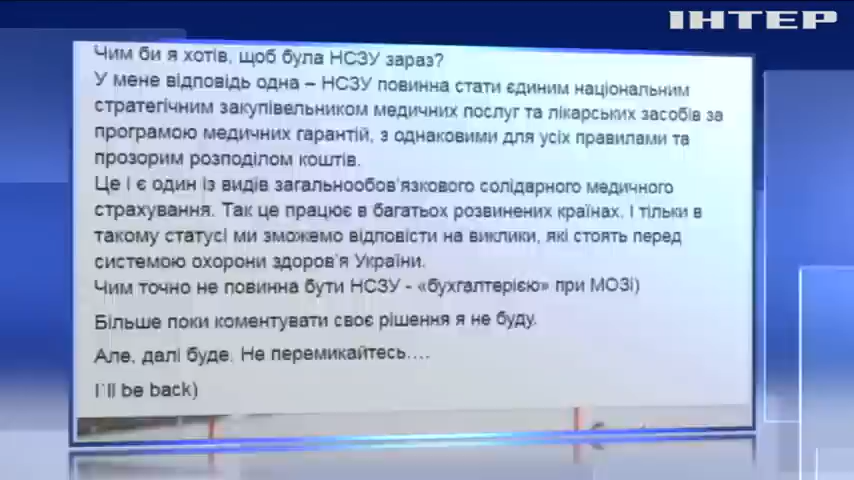 ІНТЕР
Чим би я хотів, щоб була НСЗУ зараз?
У мене відповідь одна – НСЗУ повинна стати єдиним національним
стратегічним закупівельником медичних послуг та лікарських засобів за
програмою медичних гарантій, з однаковими для усіх правилами та
прозорим розподілом коштів.
Це і є один із видів загальнообов'язкового солідарного медичного
страхування. Так це працює в багатьох розвинених країнах. І тільки в
такому статусі ми зможемо відповісти на виклики, які стоять перед
системою охорони здоров'я України.
Чим точно не повинна бути НСЗУ - «бухгалтерією» при МОЗі)
Більше поки коментувати своє рішення я не буду.
Але, далі буде. Не перемикайтесь….
I`ll be back)